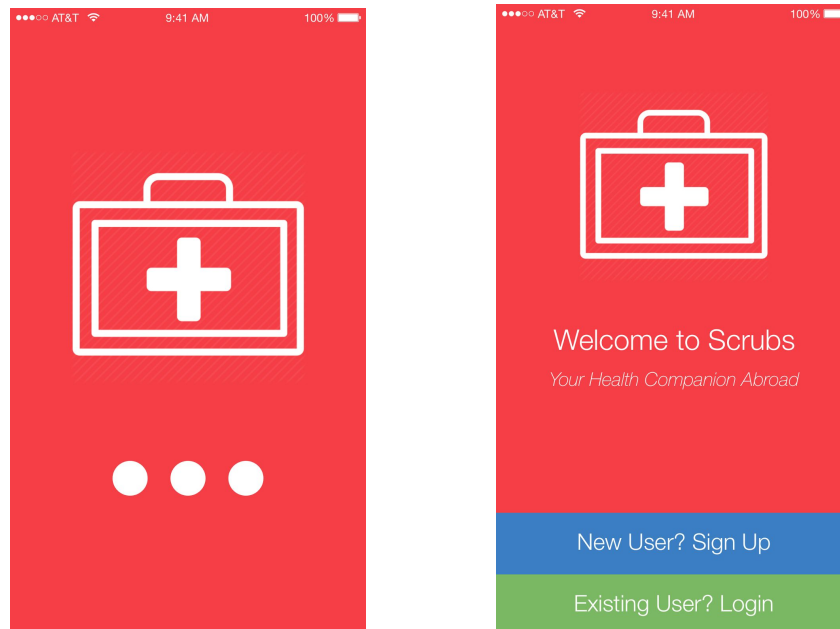 AT&T 9:41 AM 100%
AT&T 9:41 AM 100%
Welcome to Scrubs
Your Health Companion Abroad
New User? Sign Up
Existing User? Login